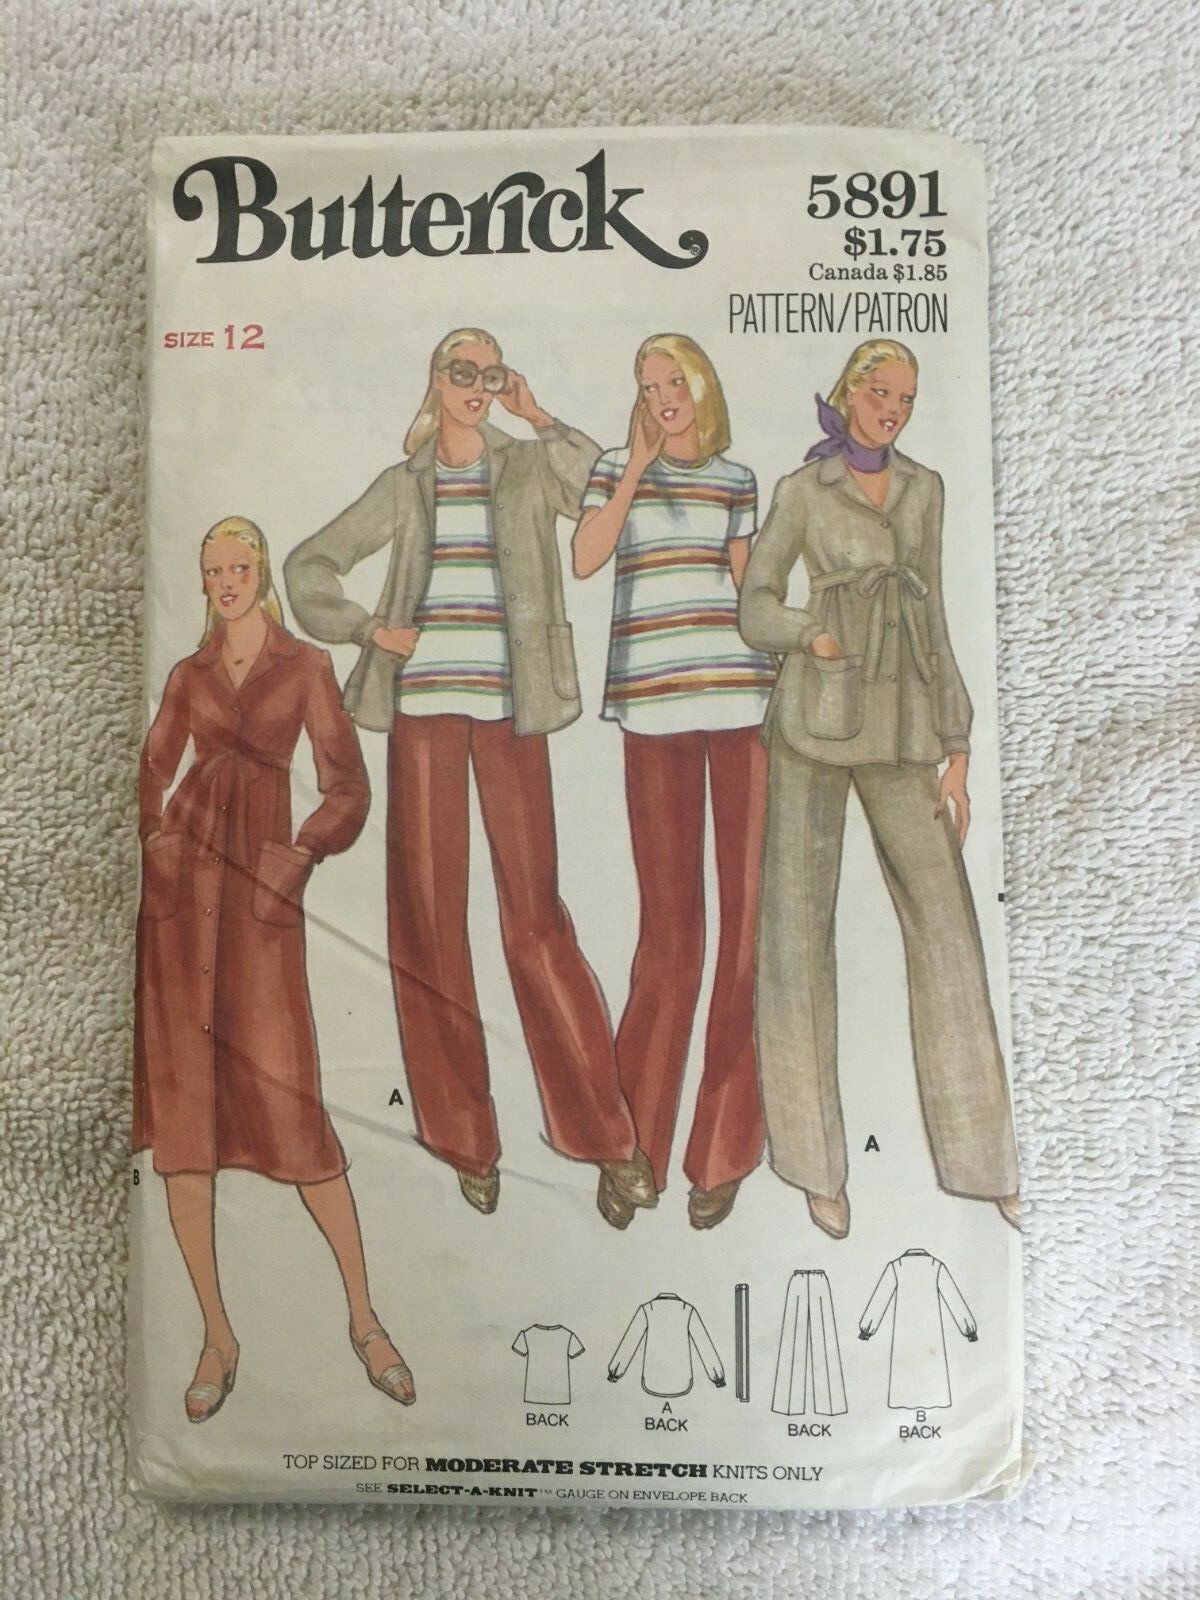 Butterick®
5891
$1.75
Canada $1.85
PATTERN/PATRON
SIZE 12
A
A
B
BACK
A
BACK
BACK
B
BACK
TOP SIZED FOR MODERATE STRETCH KNITS ONLY
SEE SELECT-A-KNIT™ GAUGE ON ENVELOPE BACK